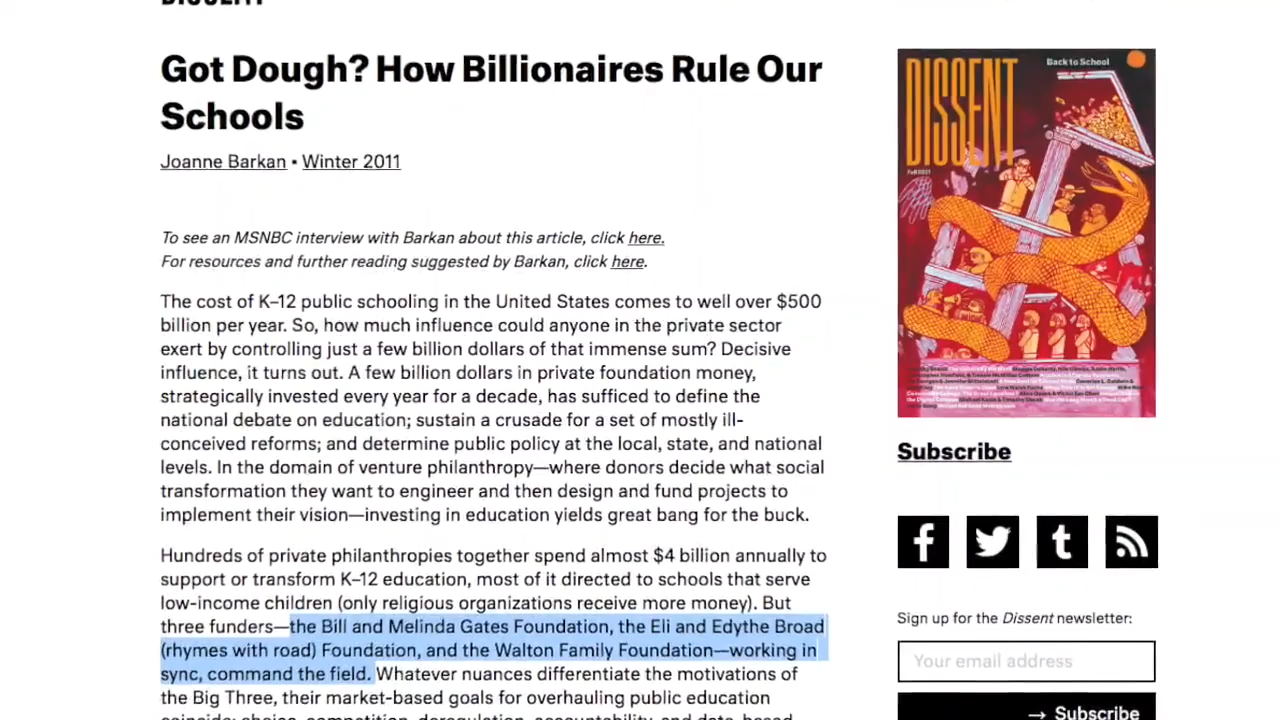 Got Dough? How Billionaires Rule Our
Schools
Joanne Barkan • Winter 2011
To see an MSNBC interview with Barkan about this article, click here.
For resources and further reading suggested by Barkan, click here.
The cost of K–12 public schooling in the United States comes to well over $500
billion per year. So, how much influence could anyone in the private sector
exert by controlling just a few billion dollars of that immense sum? Decisive
influence, it turns out. A few billion dollars in private foundation money,
strategically invested every year for a decade, has sufficed to define the
national debate on education; sustain a crusade for a set of mostly ill-
conceived reforms; and determine public policy at the local, state, and national
levels. In the domain of venture philanthropy—where donors decide what social
transformation they want to engineer and then design and fund projects to
implement their vision—investing in education yields great bang for the buck.
Hundreds of private philanthropies together spend almost $4 billion annually to
support or transform K–12 education, most of it directed to schools that serve
low-income children (only religious organizations receive more money). But
three funders—the Bill and Melinda Gates Foundation, the Eli and Edythe Broad
(rhymes with road) Foundation, and the Walton Family Foundation—working in
sync, command the field. Whatever nuances differentiate the motivations of
the Big Three, their market-based goals for overhauling public education
coincide: choice, competition, deregulation, accountability, and data-based
DISSENT
Back to School
Subscribe
Sign up for the Dissent newsletter:
Your email address
→ Subscribe